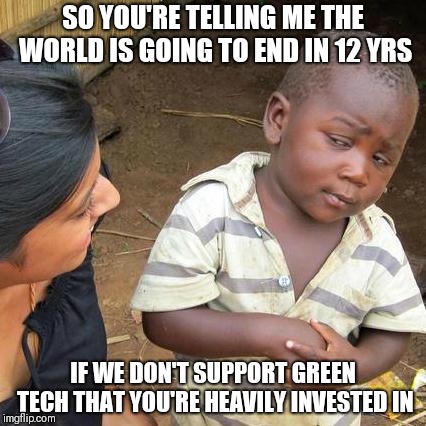 SO YOU'RE TELLING ME THE
WORLD IS GOING TO END IN 12 YRS
IF WE DON'T SUPPORT GREEN
TECH THAT YOU'RE HEAVILY INVESTED IN
imgflip.com